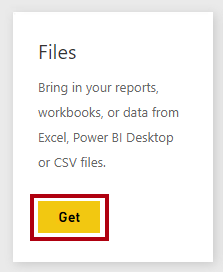 Files
Bring in your reports,
workbooks, or data from
Excel, Power BI Desktop
or CSV files.
Get